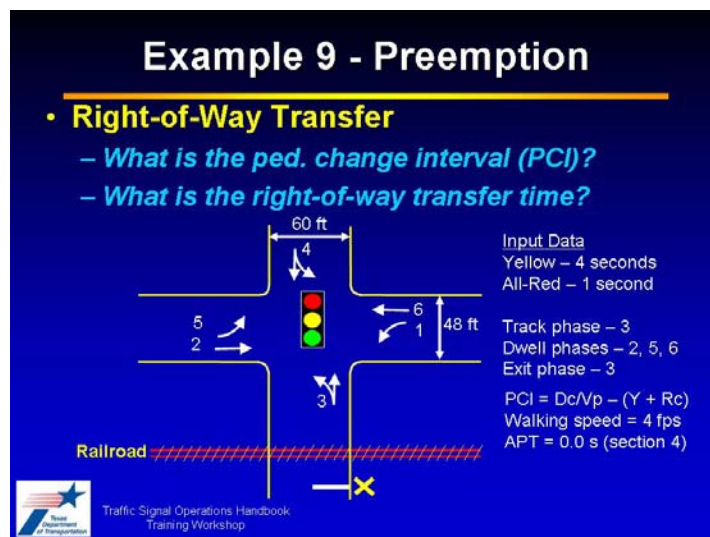 Example 9 - Preemption
• Right-of-Way Transfer
– What is the ped. change interval (PCI)?
– What is the right-of-way transfer time?
60 ft
4
Input Data
Yellow – 4 seconds
All-Red – 1 second
5
2
6
1
48 ft
Track phase – 3
Dwell phases – 2, 5, 6
Exit phase – 3
3
PCI = Dc/Vp – (Y + Rc)
Walking speed = 4 fps
APT = 0.0 s (section 4)
Railroad
Texas
Department
of Transportation
Traffic Signal Operations Handbook
Training Workshop